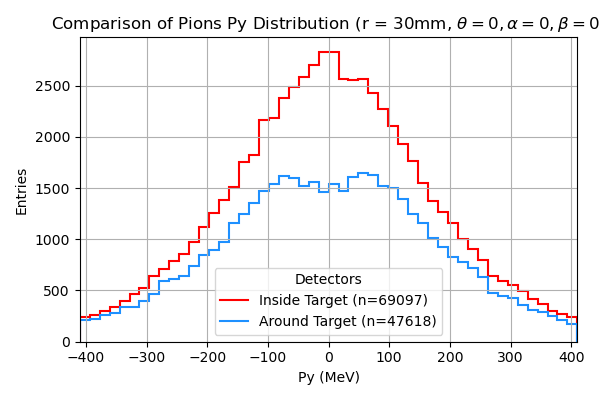 Comparison of Pions Py Distribution (r = 30mm, θ = 0, α = 0, β = 0
2500
2000
1500
1000
500
0
Entries
−400 −300 −200 −100 0 100 200 300 400
Py (MeV)
Detectors
Inside Target (n=69097)
Around Target (n=47618)